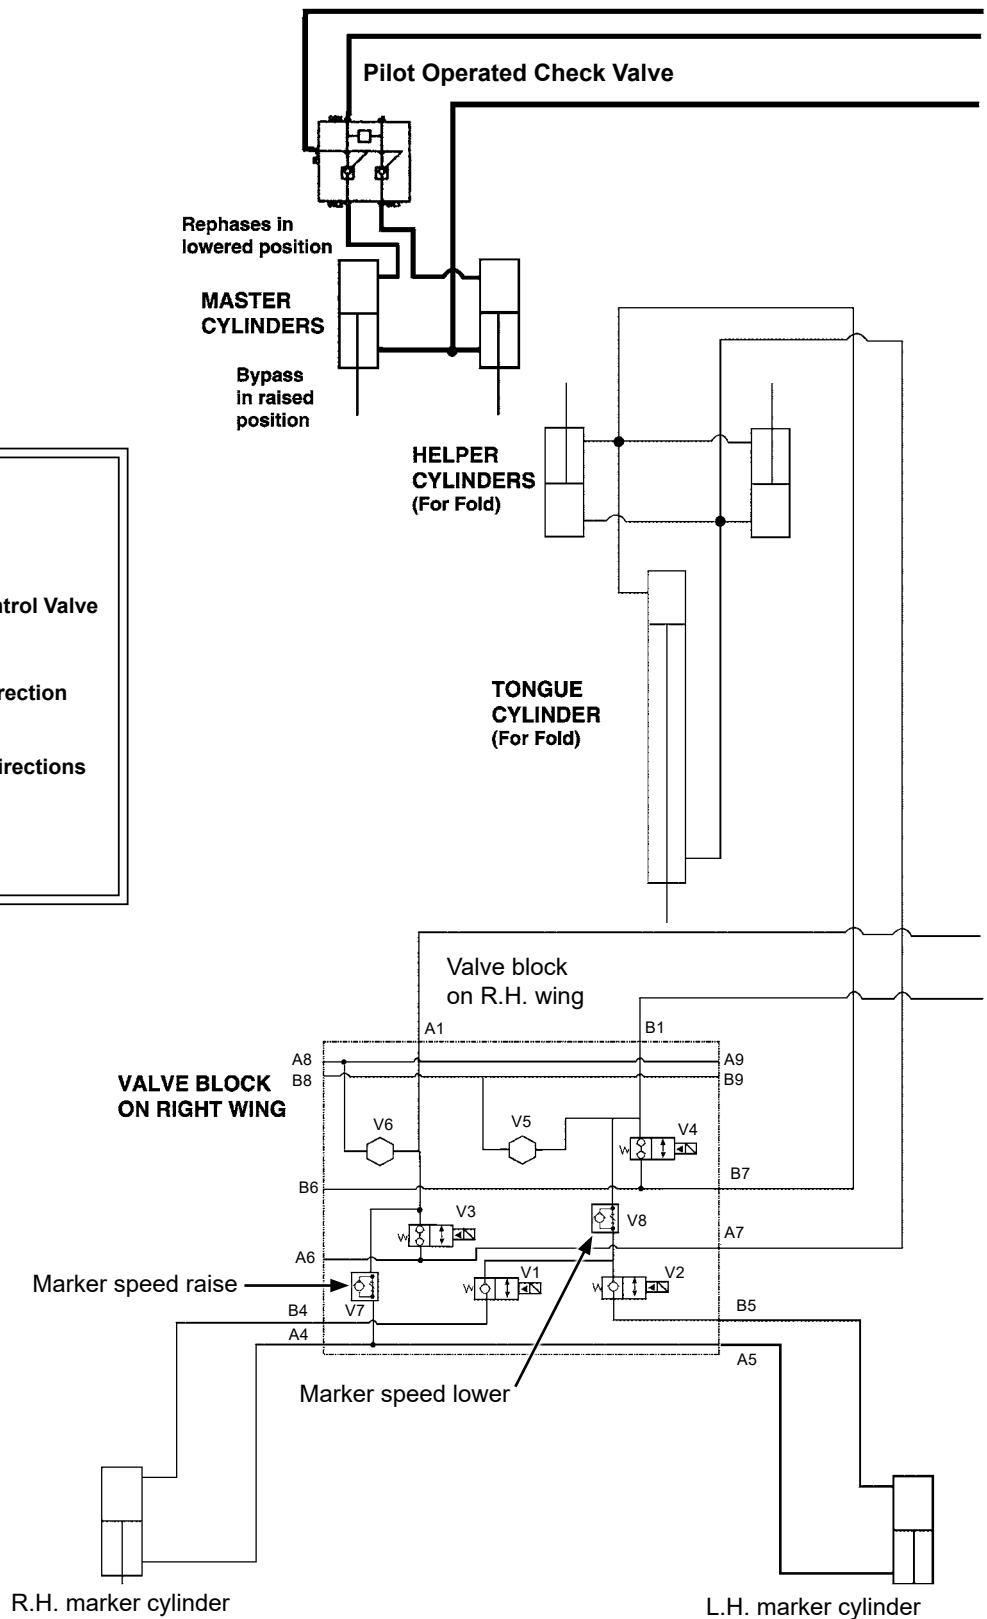 Pilot Operated Check Valve
Rephases in
lowered position
MASTER
CYLINDERS
Bypass
in raised
position
HELPER
CYLINDERS
(For Fold)
ntrol Valve
rection
irections
TONGUE
CYLINDER
(For Fold)
Valve block
on R.H. wing
A1
B1
A8
A9
B8
B9
VALVE BLOCK
ON RIGHT WING
V6
V5
V4
B6
B7
V3
V8
A6
A7
Marker speed raise
V1
V2
V7
B4
B5
A4
A5
Marker speed lower
R.H. marker cylinder
L.H. marker cylinder